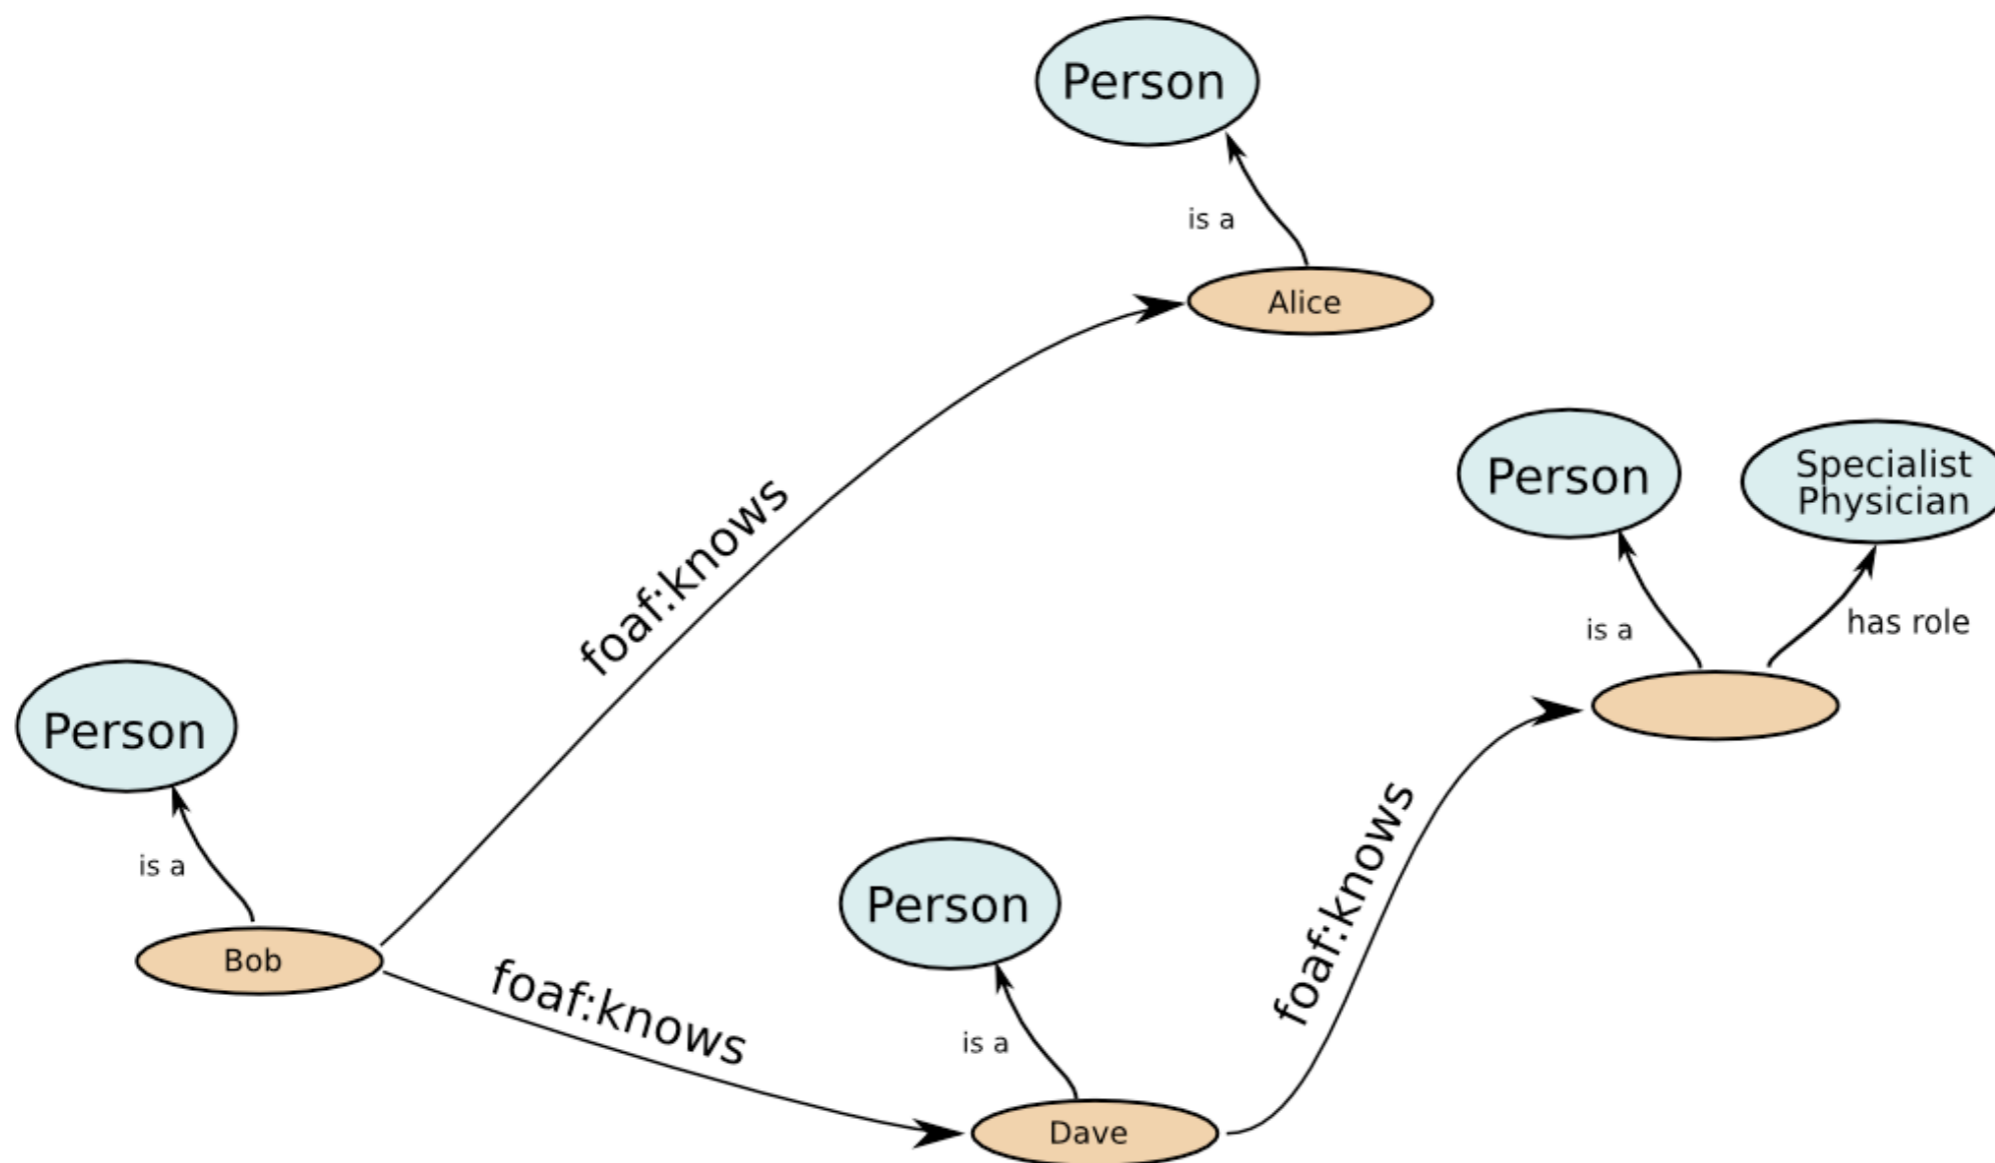 Person
is a
Alice
foaf:knows
Person
Specialist
Physician
is a
has role
Person
is a
Bob
foaf:knows
Person
is a
Dave
foaf:knows